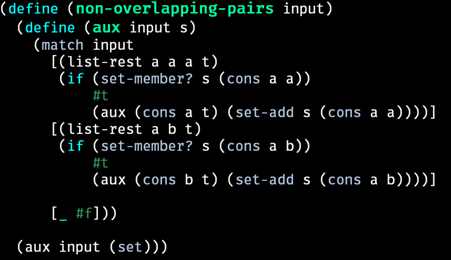 (define (non-overlapping-pairs input)
  (define (aux input s)
    (match input
      [(list-rest a a a t)
       (if (set-member? s (cons a a))
           #t
           (aux (cons a t) (set-add s (cons a a))))]
      [(list-rest a b t)
       (if (set-member? s (cons a b))
           #t
           (aux (cons b t) (set-add s (cons a b))))]

      [_ #f]))

  (aux input (set)))